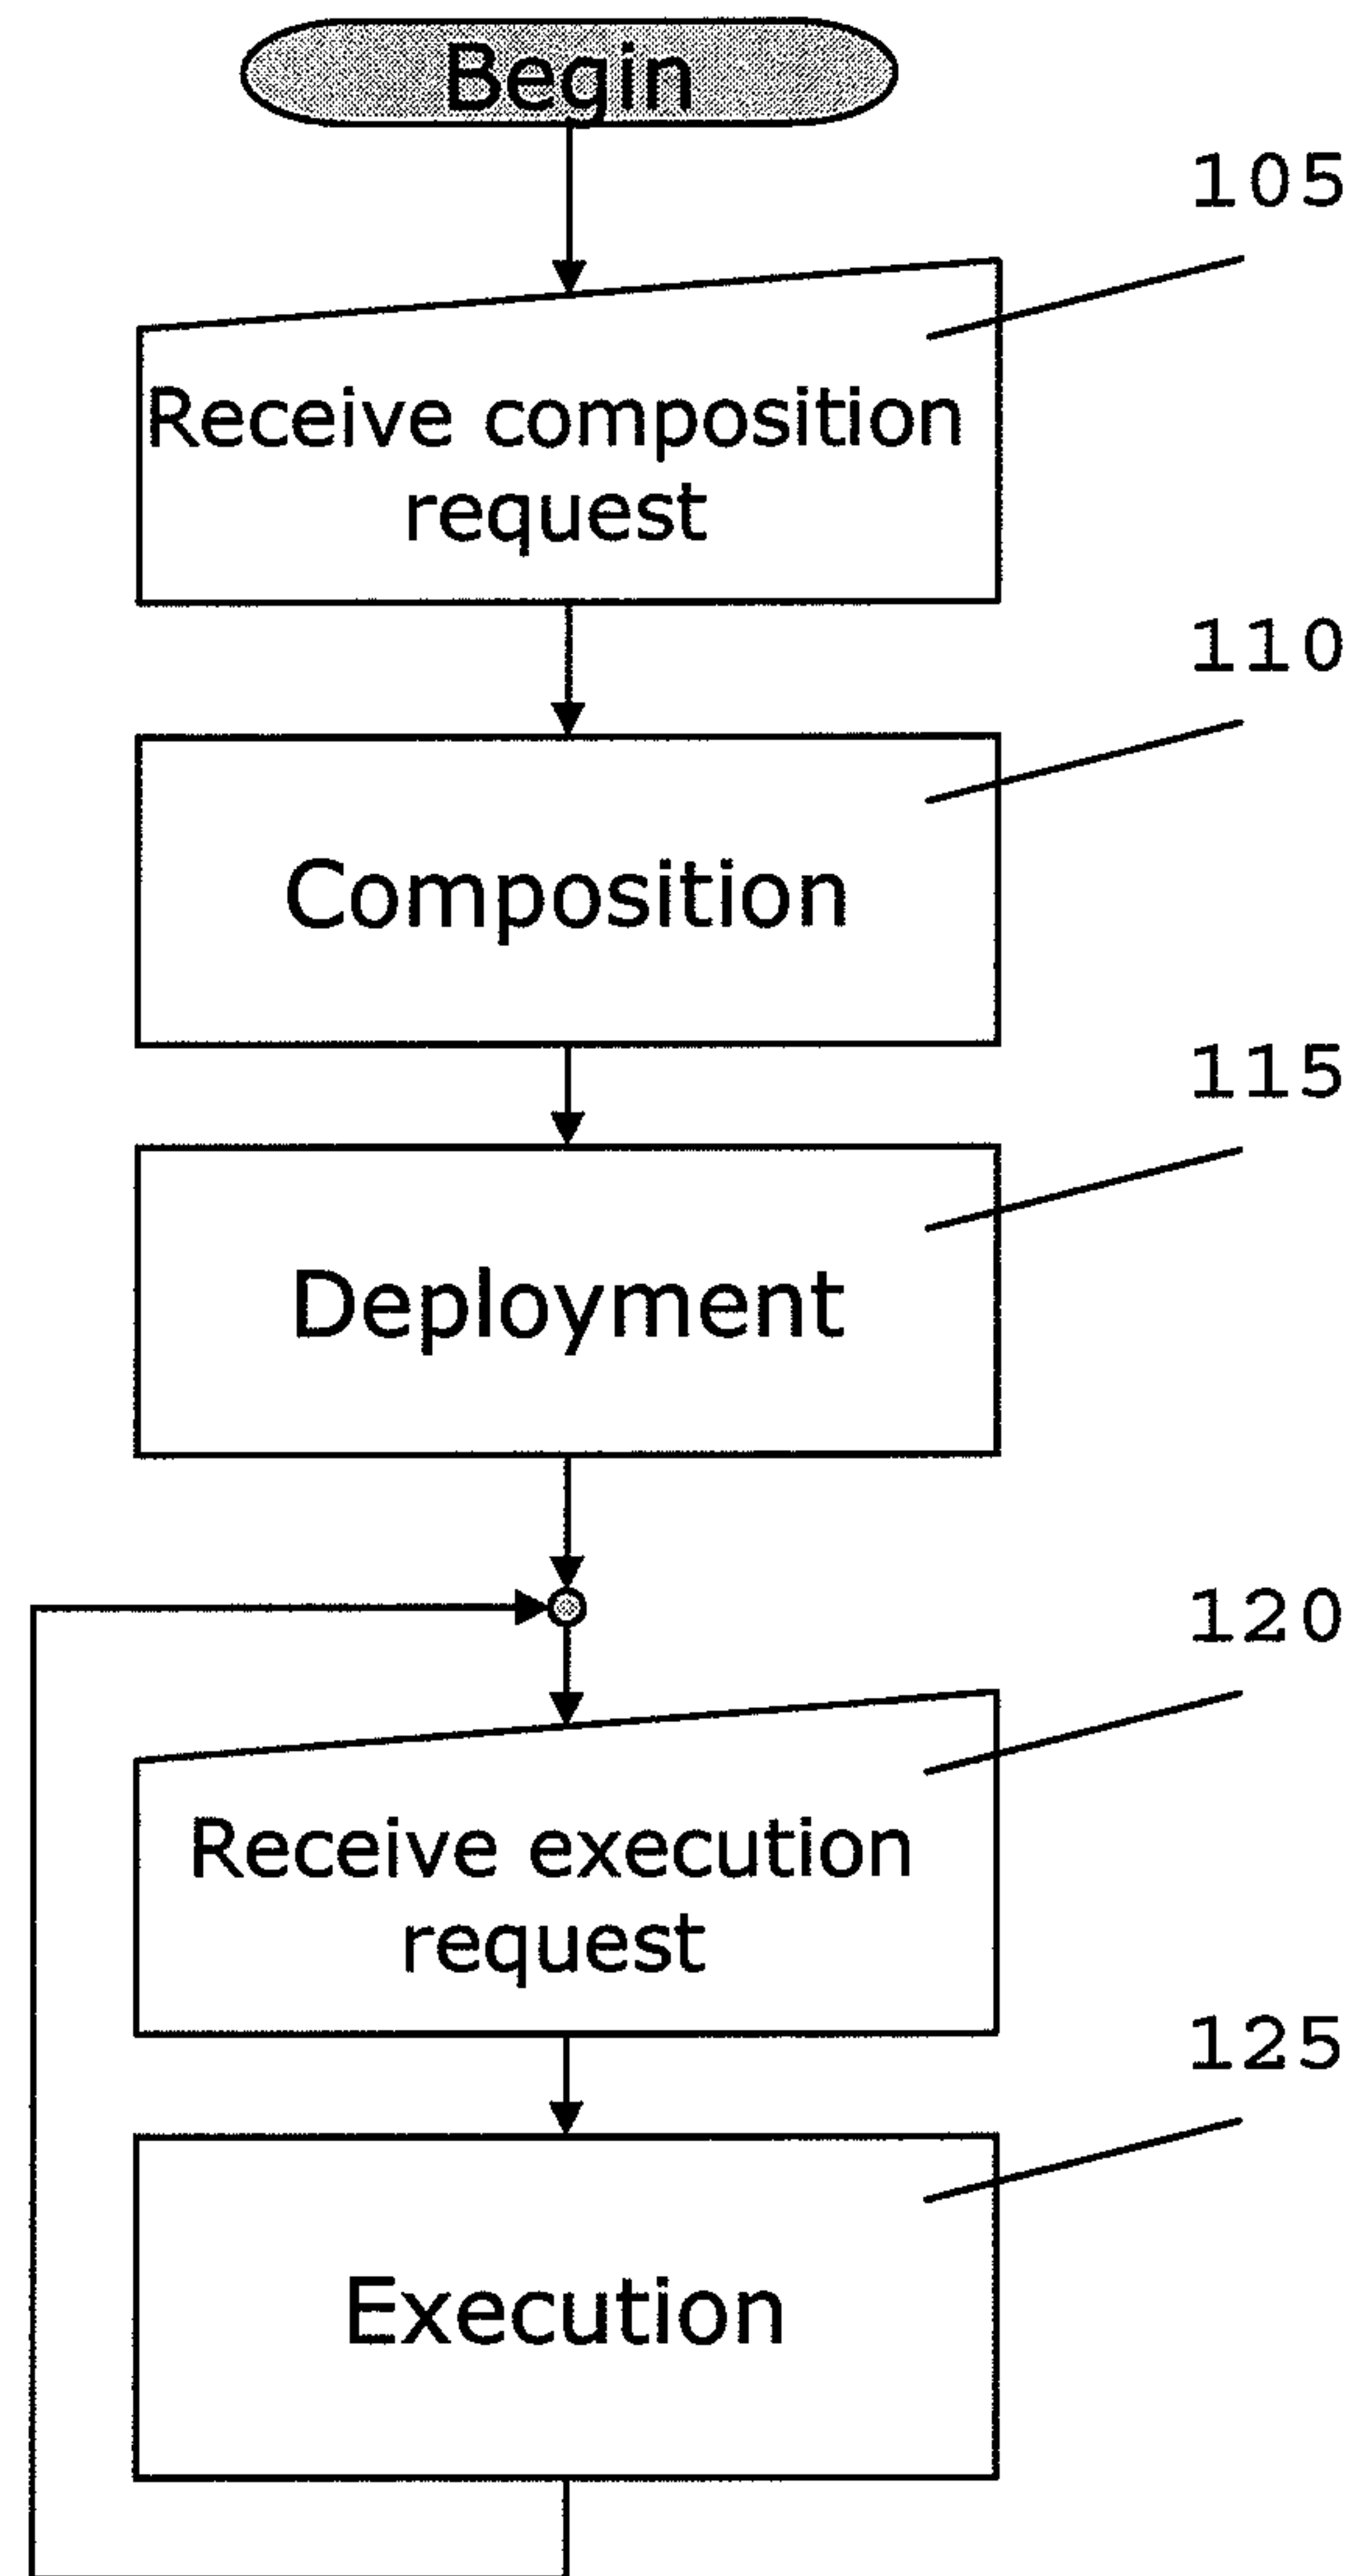 Begin
105
Receive composition
request
110
Composition
115
Deployment
120
Receive execution
request
125
Execution